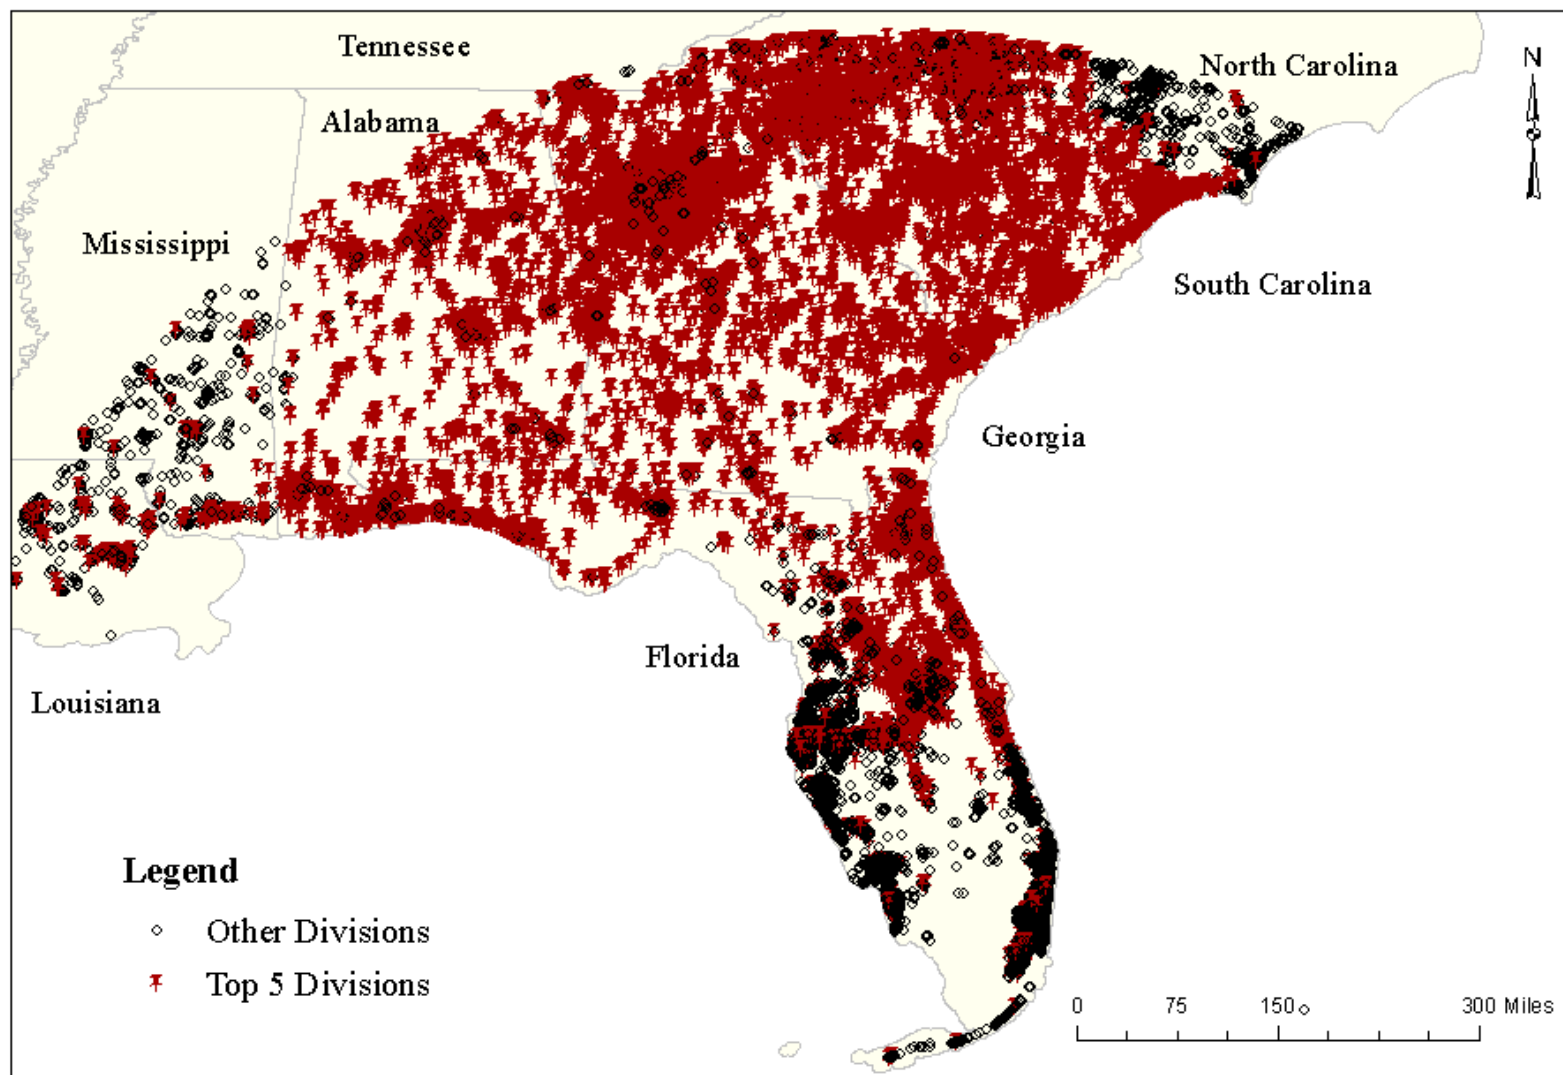 Tennessee
North Carolina
N
Alabama
Mississippi
South Carolina
Georgia
Florida
Louisiana
Legend
Other Divisions
Top 5 Divisions
0 75 150 300 Miles